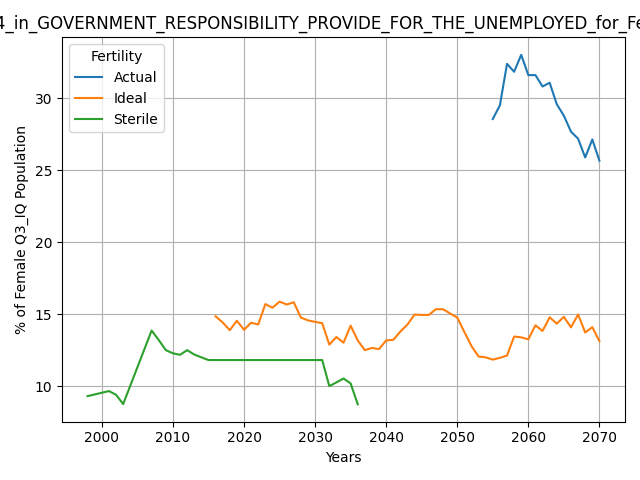 4_in_GOVERNMENT_RESPONSIBILITY_PROVIDE_FOR_THE_UNEMPLOYED_for_Fe
Fertility
Actual
Ideal
Sterile
% of Female Q3_IQ Population
30
25
20
15
10
2000 2010 2020 2030 2040 2050 2060 2070
Years